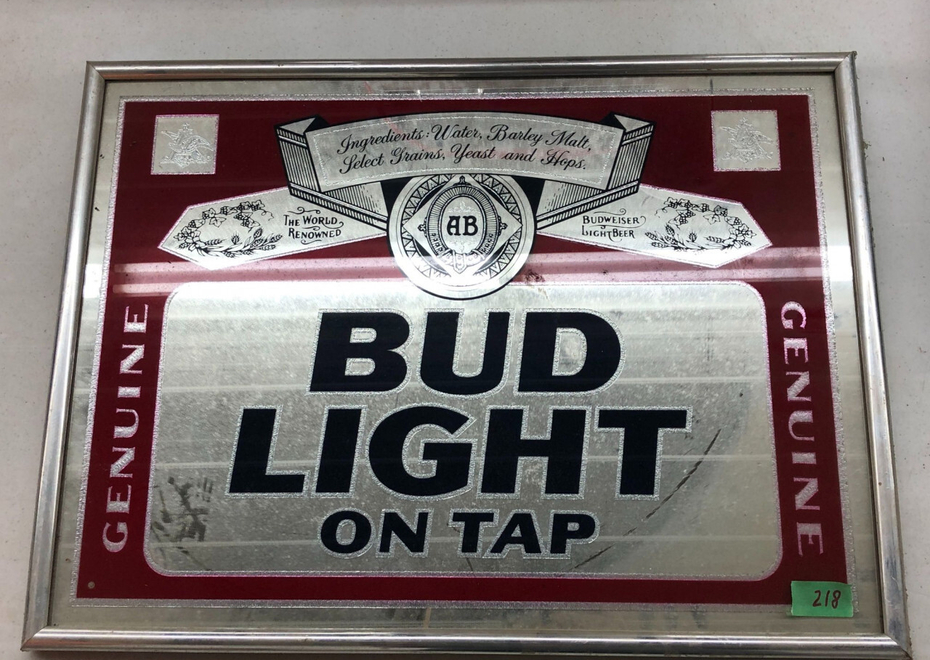 Ingredients: Water, Barley Malt,
Select Grains, Yeast and Hops.
THE WORLD
RENOWNED
AB
BUDWEISER
LIGHT BEER
GENUINE
BUD
LIGHT
ON TAP
GENUINE
218